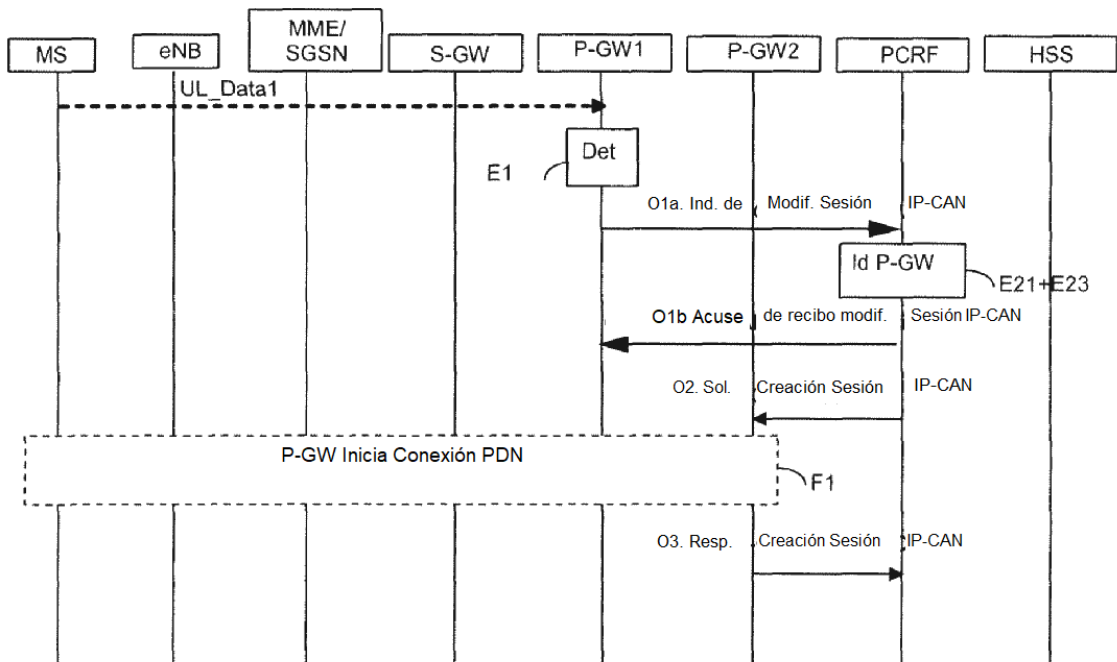 MS eNB MME/ SGSN S-GW P-GW1 P-GW2 PCRF HSS
UL_Data1
Det
E1
O1a. Ind. de Modif. Sesión IP-CAN
Id P-GW
E21+E23
O1b Acuse de recibo modif. Sesión IP-CAN
O2. Sol. Creación Sesión IP-CAN
P-GW Inicia Conexión PDN
F1
O3. Resp. Creación Sesión IP-CAN